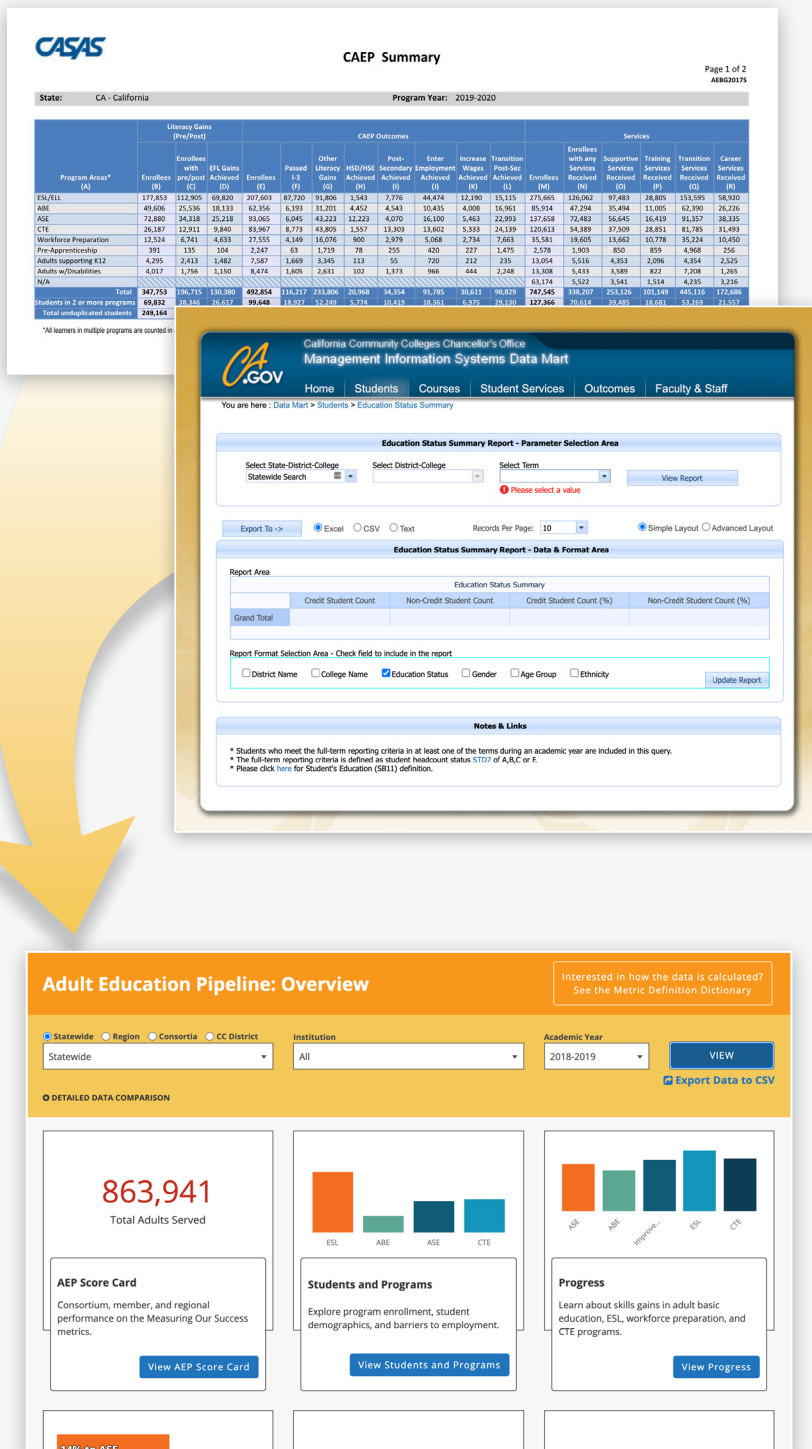 CASAS
CAEP Summary
Page 1 of 2
AEBG2017S
State: CA - California Program Year: 2019-2020
Literacy Gains (Pre/Post) CAEP Outcomes Services
Program Areas* (A) Enrollees (B) Enrollees with pre/post (C) EFL Gains Achieved (D) Enrollees (E) Passed I-3 (F) Other Literacy Gains (G) HSD/HSE Achieved (H) Post-Secondary Achieved (I) Enter Employment Achieved (J) Increase Wages Achieved (K) Transition Post-Sec Achieved (L) Enrollees (M) Enrollees with any Services Received (N) Supportive Services Received (O) Training Services Received (P) Transition Services Received (Q) Career Services Received (R)
ESL/ELL 177,853 112,905 69,820 207,603 87,720 91,806 1,543 7,776 44,474 12,190 15,115 275,665 126,062 97,483 28,805 153,595 58,920
ABE 49,606 25,536 18,133 62,356 6,193 31,201 4,452 4,543 10,435 4,008 16,961 85,914 47,294 35,494 11,005 62,390 26,226
ASE 72,880 34,318 25,218 93,065 6,045 43,223 12,223 4,070 16,100 5,463 22,993 137,658 72,483 56,645 16,419 91,357 38,335
CTE 26,187 12,911 9,840 83,967 8,773 43,805 1,557 13,303 13,602 5,333 24,139 120,613 54,389 37,509 28,851 81,785 31,493
Workforce Preparation 12,524 6,741 4,633 27,555 4,149 16,076 900 2,979 5,068 2,734 7,663 35,581 19,605 13,662 10,778 35,224 10,450
Pre-Apprenticeship 391 135 104 2,247 63 1,719 78 255 420 227 1,475 2,578 1,903 850 859 4,968 256
Adults supporting K12 4,295 2,413 1,482 7,587 1,669 3,345 113 55 720 212 235 13,054 5,516 4,353 2,096 4,354 2,525
Adults w/Disabilities 4,017 1,756 1,150 8,474 1,605 2,631 102 1,373 966 444 2,248 13,308 5,433 3,589 822 7,208 1,265
N/A 63,174 5,522 3,541 1,514 4,235 3,216
Total 347,753 196,715 130,380 492,854 116,217 233,806 20,968 34,354 91,785 30,611 90,829 747,545 338,207 253,126 101,149 445,116 172,686
Students in 2 or more programs 69,832 38,346 26,617 99,648 18,927 52,249 5,774 10,419 18,361 6,975 29,130 127,366 70,614 39,485 18,681 53,269 21,557
Total unduplicated students 249,164
*All learners in multiple programs are counted in
CA.GOV
California Community Colleges Chancellor's Office
Management Information Systems Data Mart
Home Students Courses Student Services Outcomes Faculty & Staff
You are here : Data Mart > Students > Education Status Summary
Education Status Summary Report - Parameter Selection Area
Select State-District-College Select District-College Select Term
Statewide Search View Report
Please select a value
Export To -> Excel CSV Text Records Per Page: 10 Simple Layout Advanced Layout
Education Status Summary Report - Data & Format Area
Report Area
Education Status Summary
Credit Student Count Non-Credit Student Count Credit Student Count (%) Non-Credit Student Count (%)
Grand Total
Report Format Selection Area - Check field to include in the report
District Name College Name Education Status Gender Age Group Ethnicity
Update Report
Notes & Links
* Students who meet the full-term reporting criteria in at least one of the terms during an academic year are included in this query.
* The full-term reporting criteria is defined as student headcount status STD7 of A,B,C or F.
* Please click here for Student's Education (SB11) definition.
Adult Education Pipeline: Overview
Interested in how the data is calculated?
See the Metric Definition Dictionary
Statewide Region Consortia CC District Institution Academic Year
Statewide All 2018-2019 VIEW
Export Data to CSV
DETAILED DATA COMPARISON
863,941
Total Adults Served
ESL ABE ASE CTE
ASE ABE Improve... ESL CTE
AEP Score Card
Consortium, member, and regional
performance on the Measuring Our Success
metrics.
View AEP Score Card
Students and Programs
Explore program enrollment, student
demographics, and barriers to employment.
View Students and Programs
Progress
Learn about skills gains in adult basic
education, ESL, workforce preparation, and
CTE programs.
View Progress
14% to ASE